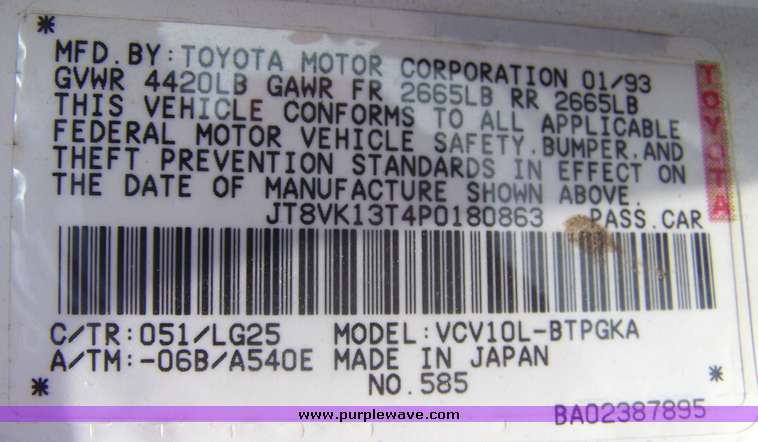 *
MFD.BY:TOYOTA MOTOR CORPORATION 01/93
GVWR 4420LB GAWR FR 2665LB RR 2665LB
THIS VEHICLE CONFORMS TO ALL APPLICABLE
FEDERAL MOTOR VEHICLE SAFETY.BUMPER.AND
THEFT PREVENTION STANDARDS IN EFFECT ON
THE DATE OF MANUFACTURE SHOWN ABOVE.
TOYOTA
JT8VK13T4P0180863 PASS.CAR
C/TR:051/LG25 MODEL:VCV10L-BTPGKA
A/TM:-06B/A540E MADE IN JAPAN
* NO.585 *
BA02387895
www.purplewave.com